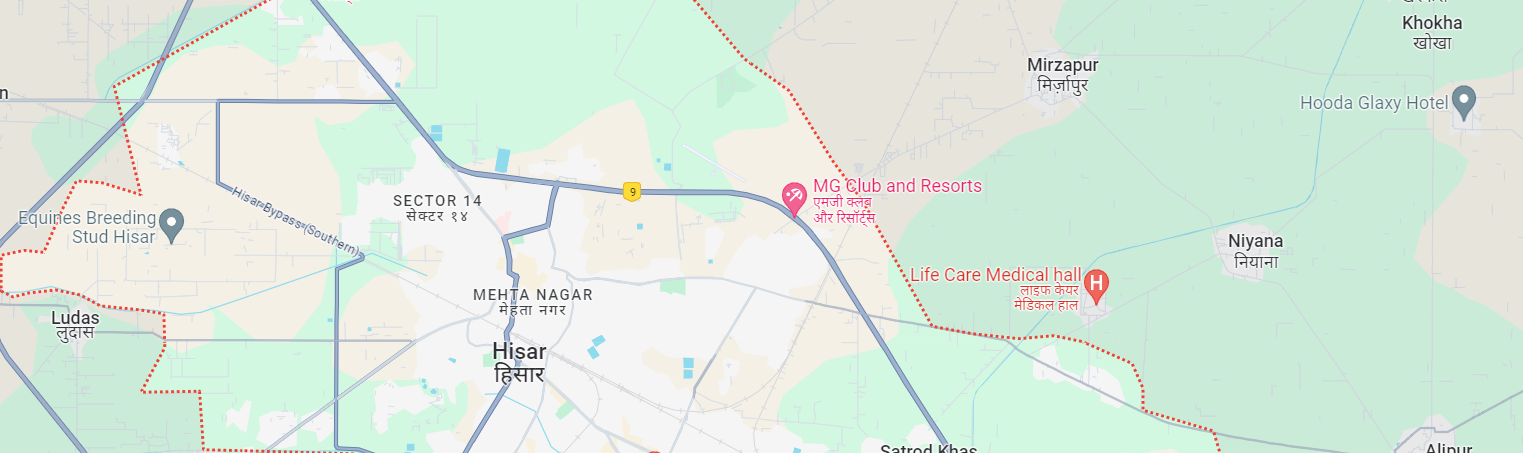 Khokha
खोखा
Mirzapur
मिर्ज़ापुर
Hooda Glaxy Hotel
n
9
MG Club and Resorts
एमजी क्लब
और रिसॉर्ट्स
SECTOR 14
सेक्टर १४
Hisar-Bypass-(Southern)
Equines Breeding
Stud Hisar
Niyana
नियाना
Life Care Medical hall
लाइफ केयर
मेडिकल हाल
H
MEHTA NAGAR
मेहता नगर
Ludas
लुदास
Hisar
हिसार
Satrod Khas
Alipur